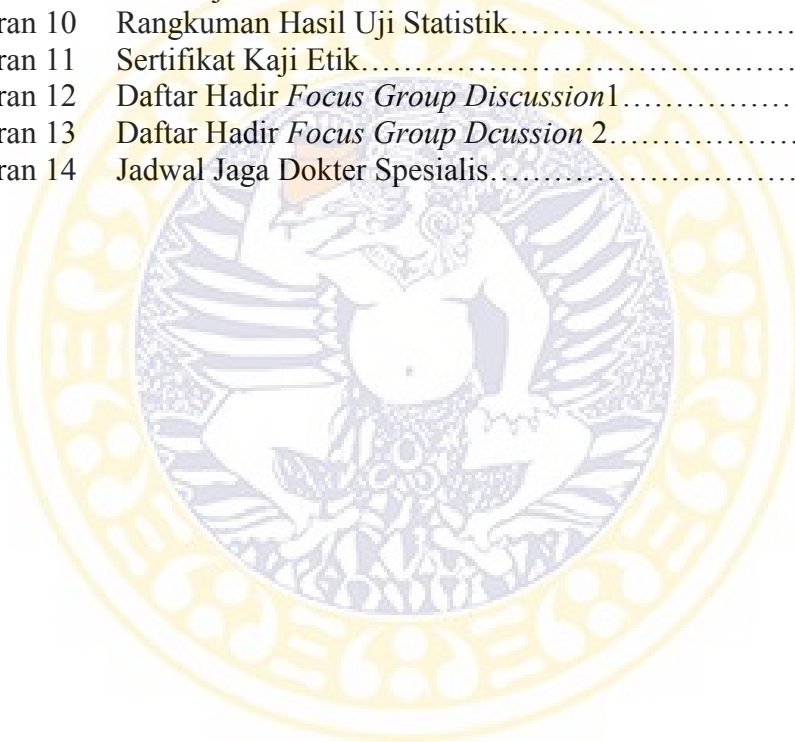 ran 10 Rangkuman Hasil Uji Statistik……………………
ran 11 Sertifikat Kaji Etik…………………………………
ran 12 Daftar Hadir Focus Group Discussion1……………
ran 13 Daftar Hadir Focus Group Dcussion 2……………
ran 14 Jadwal Jaga Dokter Spesialis………………………